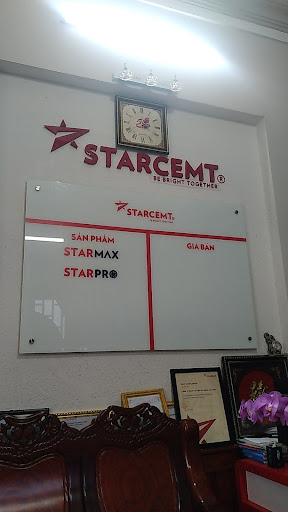 STARCEMT®
BE BRIGHT TOGETHER
STARCEMT®
SẢN PHẨM
GIÁ BÁN
STARMAX
STARPRO